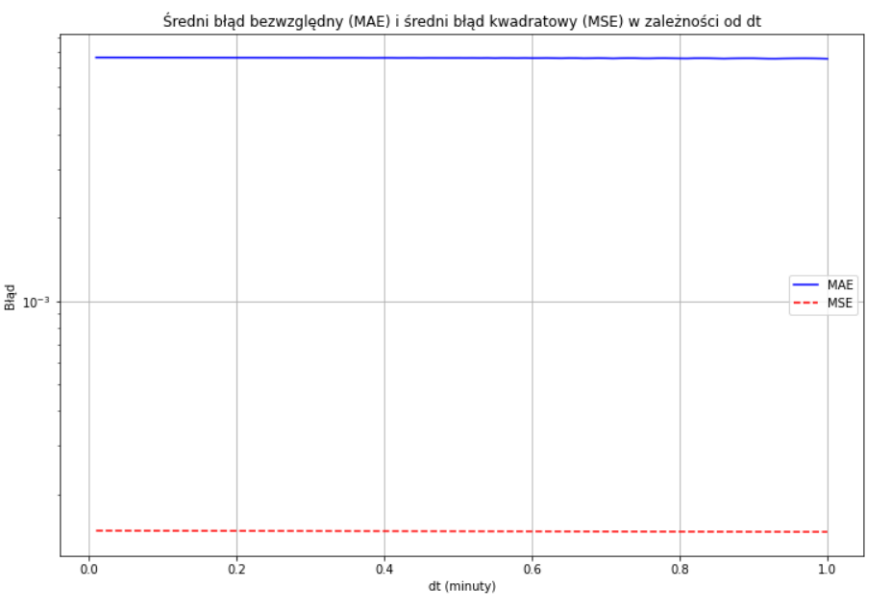 Średni błąd bezwzględny (MAE) i średni błąd kwadratowy (MSE) w zależności od dt
Błąd
10⁻³
MAE
MSE
0.0 0.2 0.4 0.6 0.8 1.0
dt (minuty)